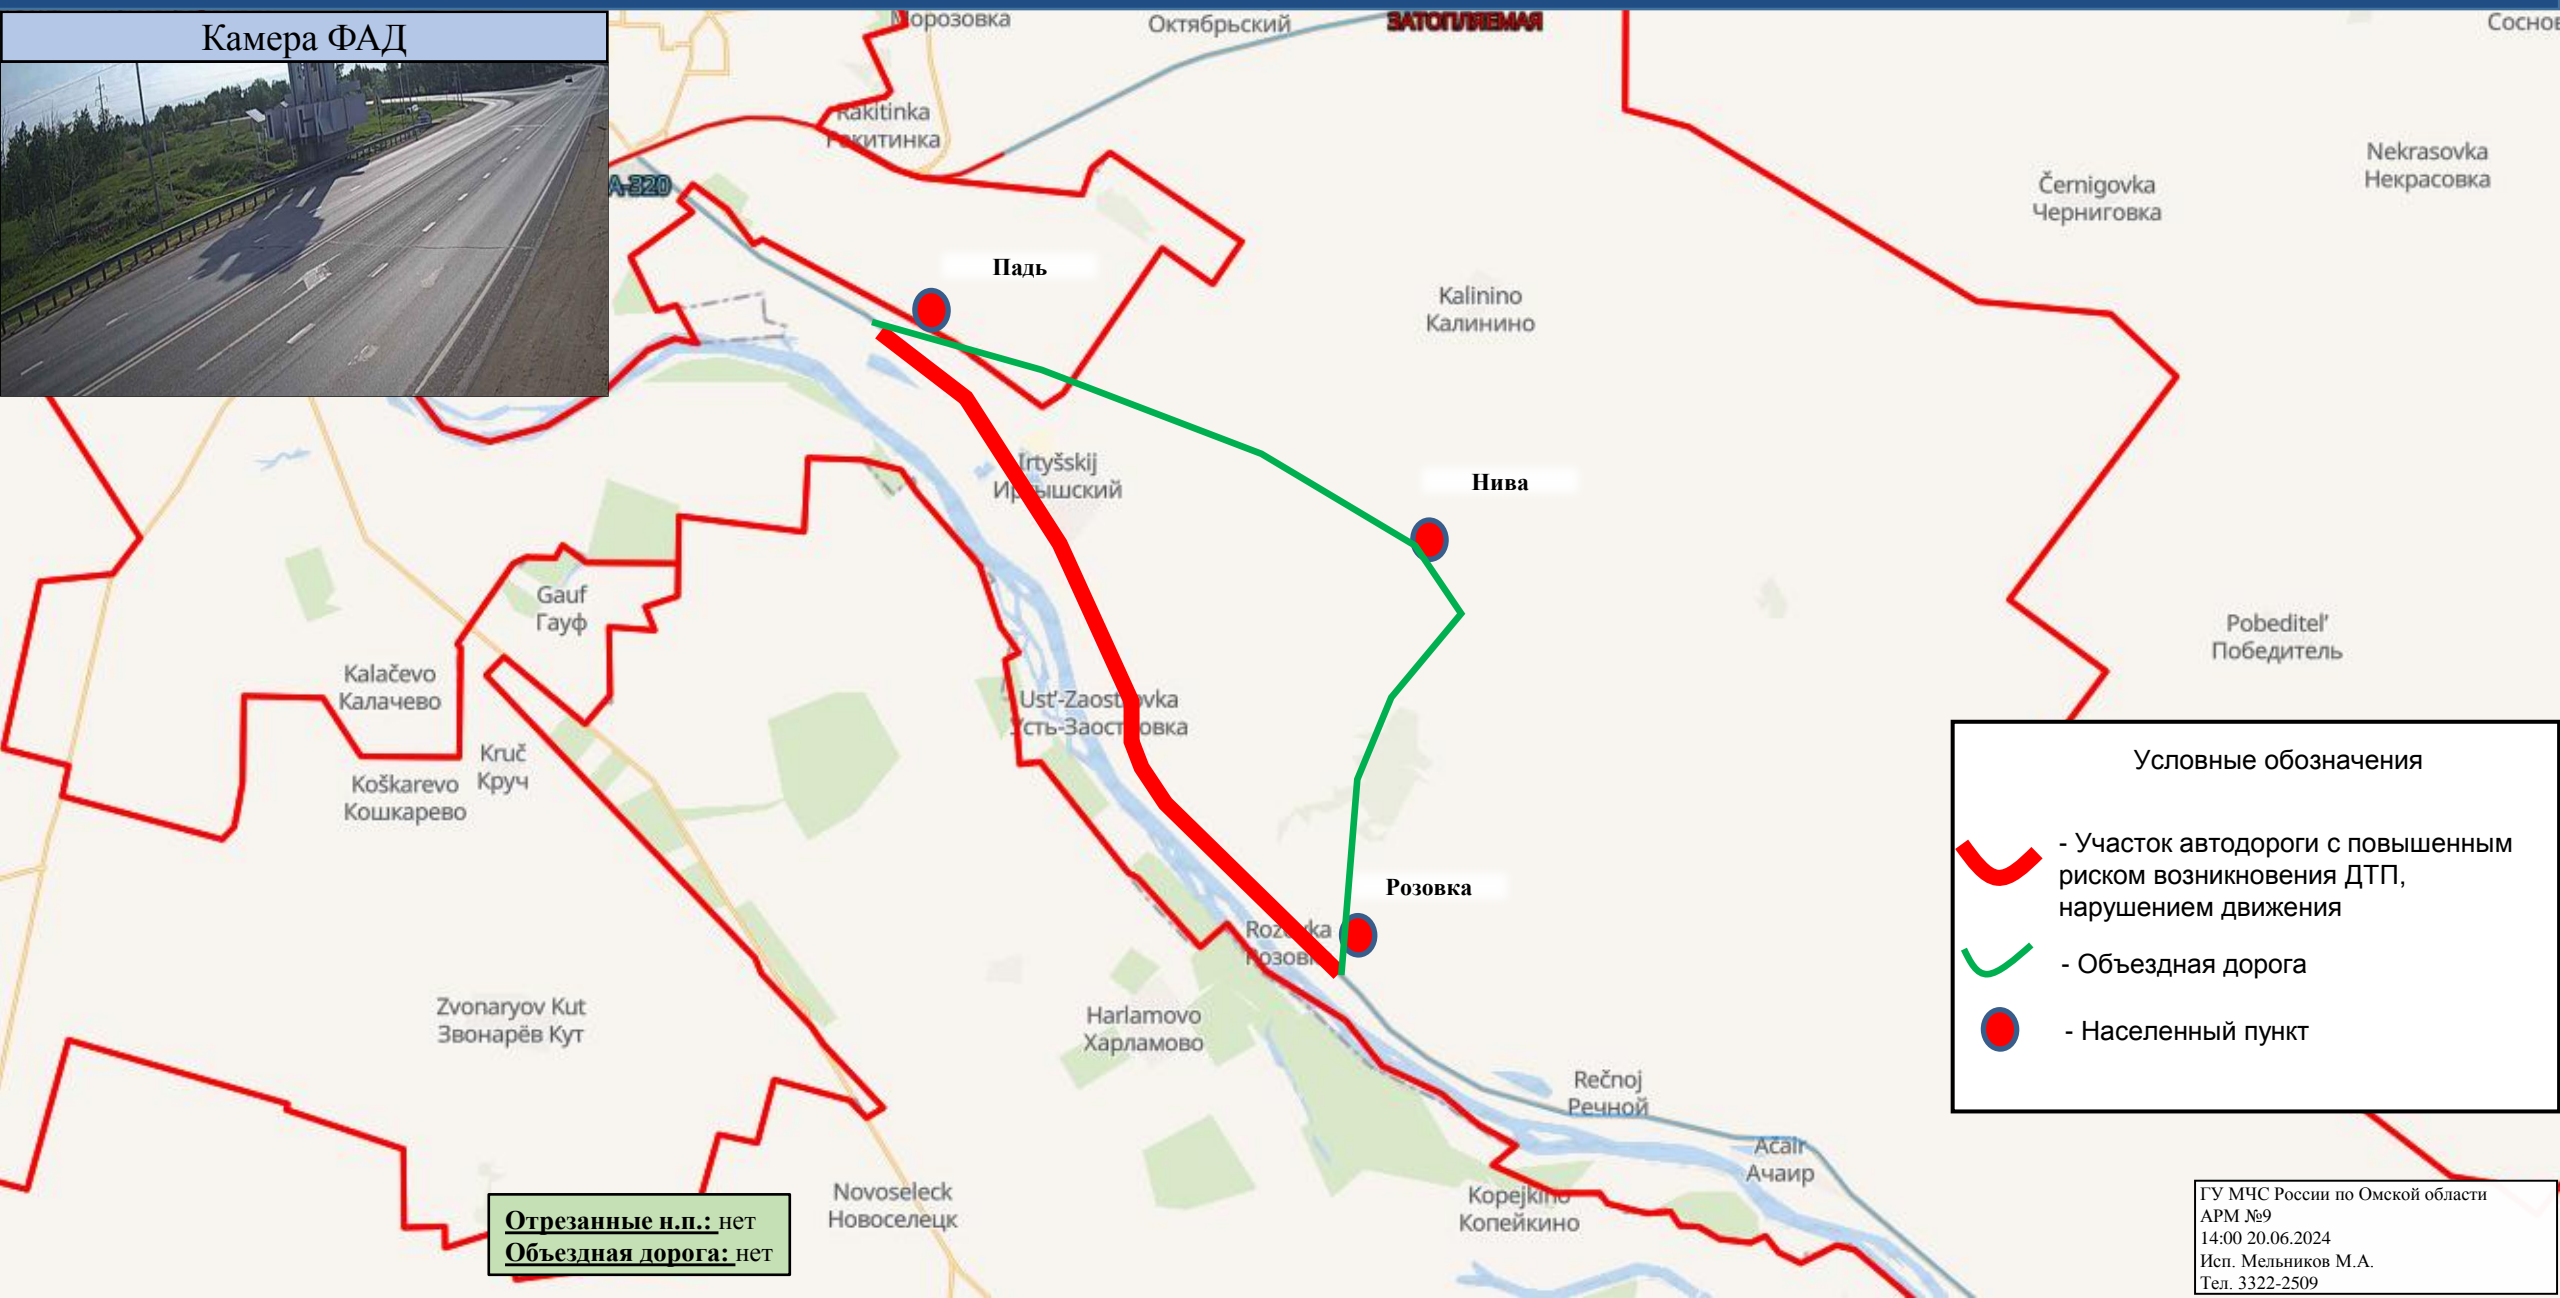 Камера ФАД
Морозовка
Октябрьский
ЗАТОПЛЯЕМАЯ
Соснов
Rakitinka
Ракитинка
А-320
Nekrasovka
Некрасовка
Černigovka
Черниговка
Падь
Kalinino
Калинино
Irtyšskij
Иртышский
Нива
Gauf
Гауф
Pobeditel'
Победитель
Kalačevo
Калачево
Ust'-Zaostrovka
Усть-Заостровка
Kruč
Круч
Koškarevo
Кошкарево
Условные обозначения
- Участок автодороги с повышенным
риском возникновения ДТП,
нарушением движения
- Объездная дорога
- Населенный пункт
Розовка
Rozovka
Розовка
Zvonaryov Kut
Звонарёв Кут
Harlamovo
Харламово
Rečnoj
Речной
Ačair
Ачаир
Novoseleck
Новоселецк
Kopejkino
Копейкино
Отрезанные н.п.: нет
Объездная дорога: нет
ГУ МЧС России по Омской области
АРМ №9
14:00 20.06.2024
Исп. Мельников М.А.
Тел. 3322-2509